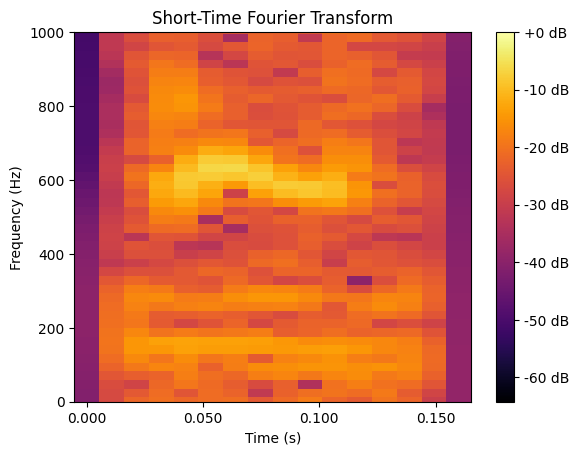 Short-Time Fourier Transform
1000
800
600
400
200
0
Frequency (Hz)
0.000
0.050
0.100
0.150
Time (s)
+0 dB
-10 dB
-20 dB
-30 dB
-40 dB
-50 dB
-60 dB